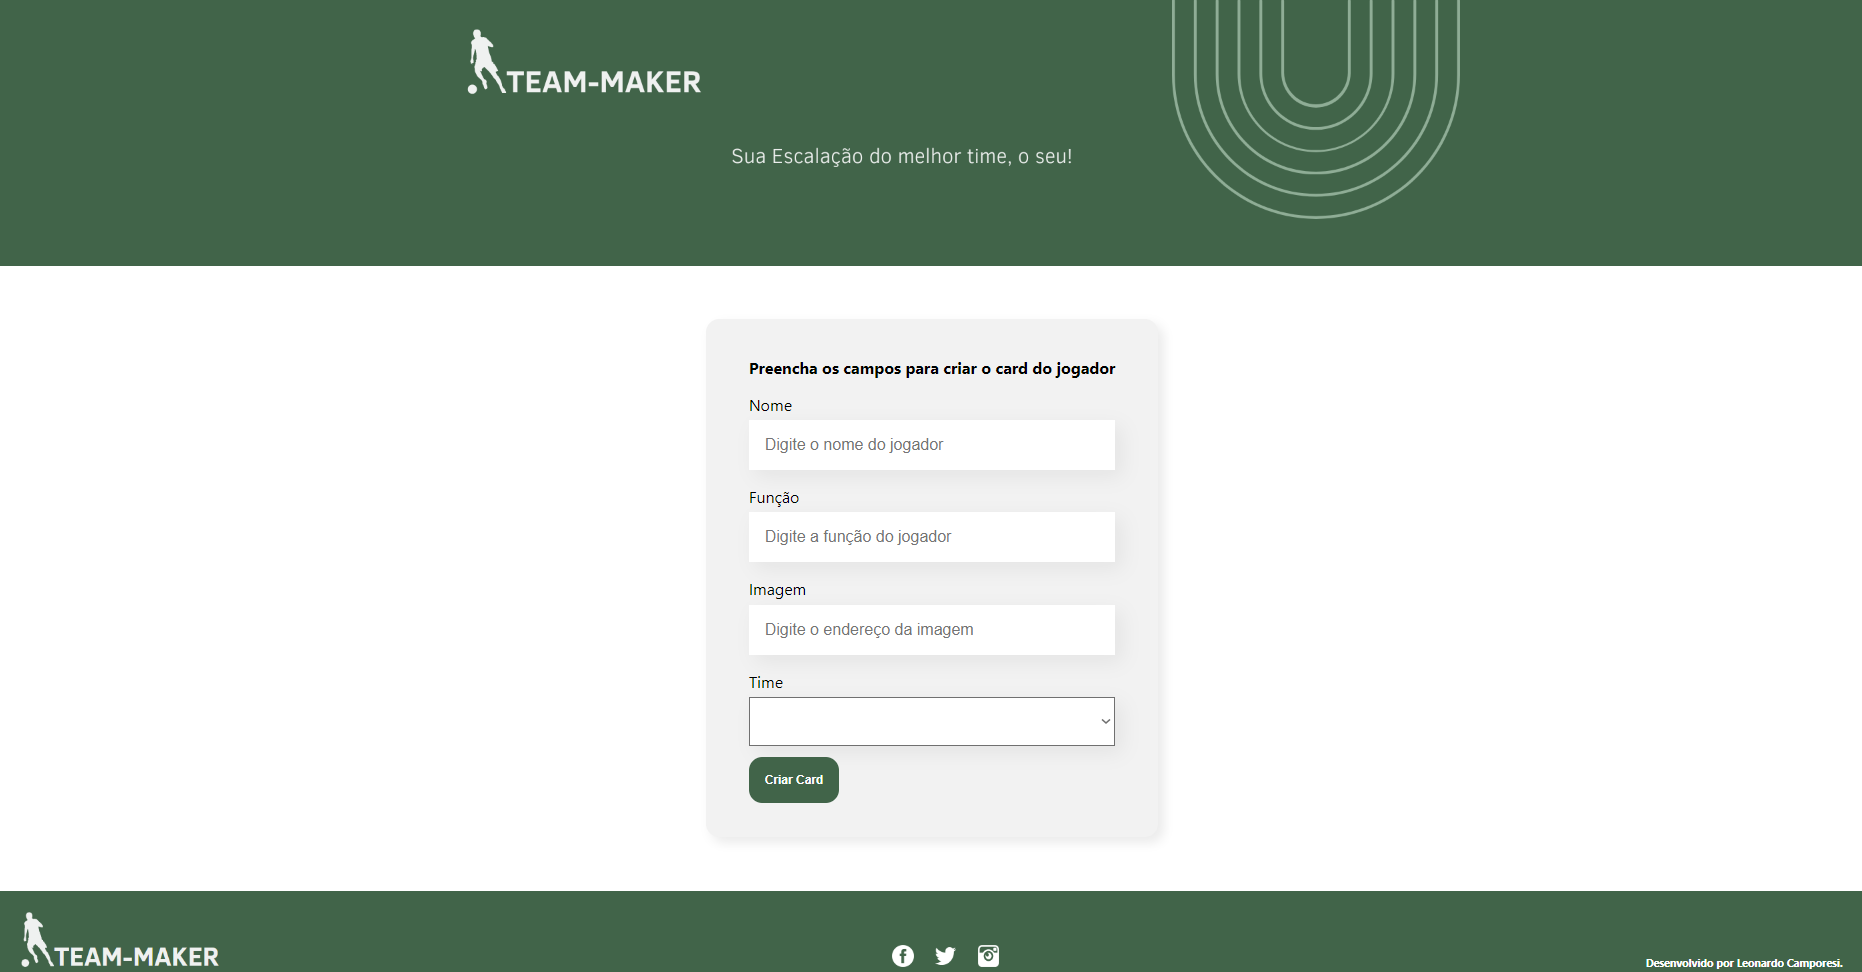 TEAM-MAKER
Sua Escalação do melhor time, o seu!
Preencha os campos para criar o card do jogador
Nome
Digite o nome do jogador
Função
Digite a função do jogador
Imagem
Digite o endereço da imagem
Time
Criar Card
TEAM-MAKER
Desenvolvido por Leonardo Camporesi.